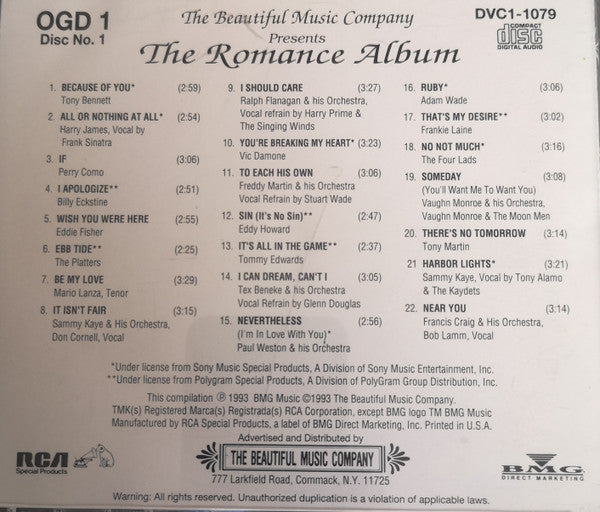 OGD 1
Disc No. 1
The Beautiful Music Company
Presents
The Romance Album
DVC1-1079
COMPACT
disc
DIGITAL AUDIO
1. BECAUSE OF YOU* (2:59)
Tony Bennett
2. ALL OR NOTHING AT ALL* (2:54)
Harry James, Vocal by
Frank Sinatra
3. IF (3:06)
Perry Como
4. I APOLOGIZE** (2:51)
Billy Eckstine
5. WISH YOU WERE HERE (2:55)
Eddie Fisher
6. EBB TIDE** (2:25)
The Platters
7. BE MY LOVE (3:29)
Mario Lanza, Tenor
8. IT ISN'T FAIR (3:15)
Sammy Kaye & His Orchestra,
Don Cornell, Vocal
9. I SHOULD CARE (3:27)
Ralph Flanagan & his Orchestra,
Vocal refrain by Harry Prime &
The Singing Winds
10. YOU'RE BREAKING MY HEART* (3:23)
Vic Damone
11. TO EACH HIS OWN (3:06)
Freddy Martin & his Orchestra
Vocal Refrain by Stuart Wade
12. SIN (It's No Sin)** (2:47)
Eddy Howard
13. IT'S ALL IN THE GAME** (2:37)
Tommy Edwards
14. I CAN DREAM, CAN'T I (3:05)
Tex Beneke & his Orchestra
Vocal Refrain by Glenn Douglas
15. NEVERTHELESS (2:56)
(I'm In Love With You)*
Paul Weston & his Orchestra
16. RUBY* (3:06)
Adam Wade
17. THAT'S MY DESIRE** (3:02)
Frankie Laine
18. NO NOT MUCH* (3:16)
The Four Lads
19. SOMEDAY (3:08)
(You'll Want Me To Want You)
Vaughn Monroe & his Orchestra,
Vaughn Monroe & The Moon Men
20. THERE'S NO TOMORROW (3:14)
Tony Martin
21 HARBOR LIGHTS* (3:21)
Sammy Kaye, Vocal by Tony Alamo
& The Kaydets
22. NEAR YOU (3:14)
Francis Craig & his Orchestra,
Bob Lamm, Vocal
*Under license from Sony Music Special Products, A Division of Sony Music Entertainment, Inc.
**Under license from Polygram Special Products, A Division of PolyGram Group Distribution, Inc.
This compilation ℗ 1993 BMG Music ©1993 The Beautiful Music Company.
TMK(s) Registered Marca(s) Registrada(s) RCA Corporation, except BMG logo TM BMG Music
Manufactured by RCA Special Products, a label of BMG Direct Marketing, Inc. Printed in U.S.A.
Advertised and Distributed by
THE BEAUTIFUL MUSIC COMPANY
777 Larkfield Road, Commack, N.Y. 11725
RCA
Special Products
BMG
DIRECT MARKETING
Warning: All rights reserved. Unauthorized duplication is a violation of applicable laws.